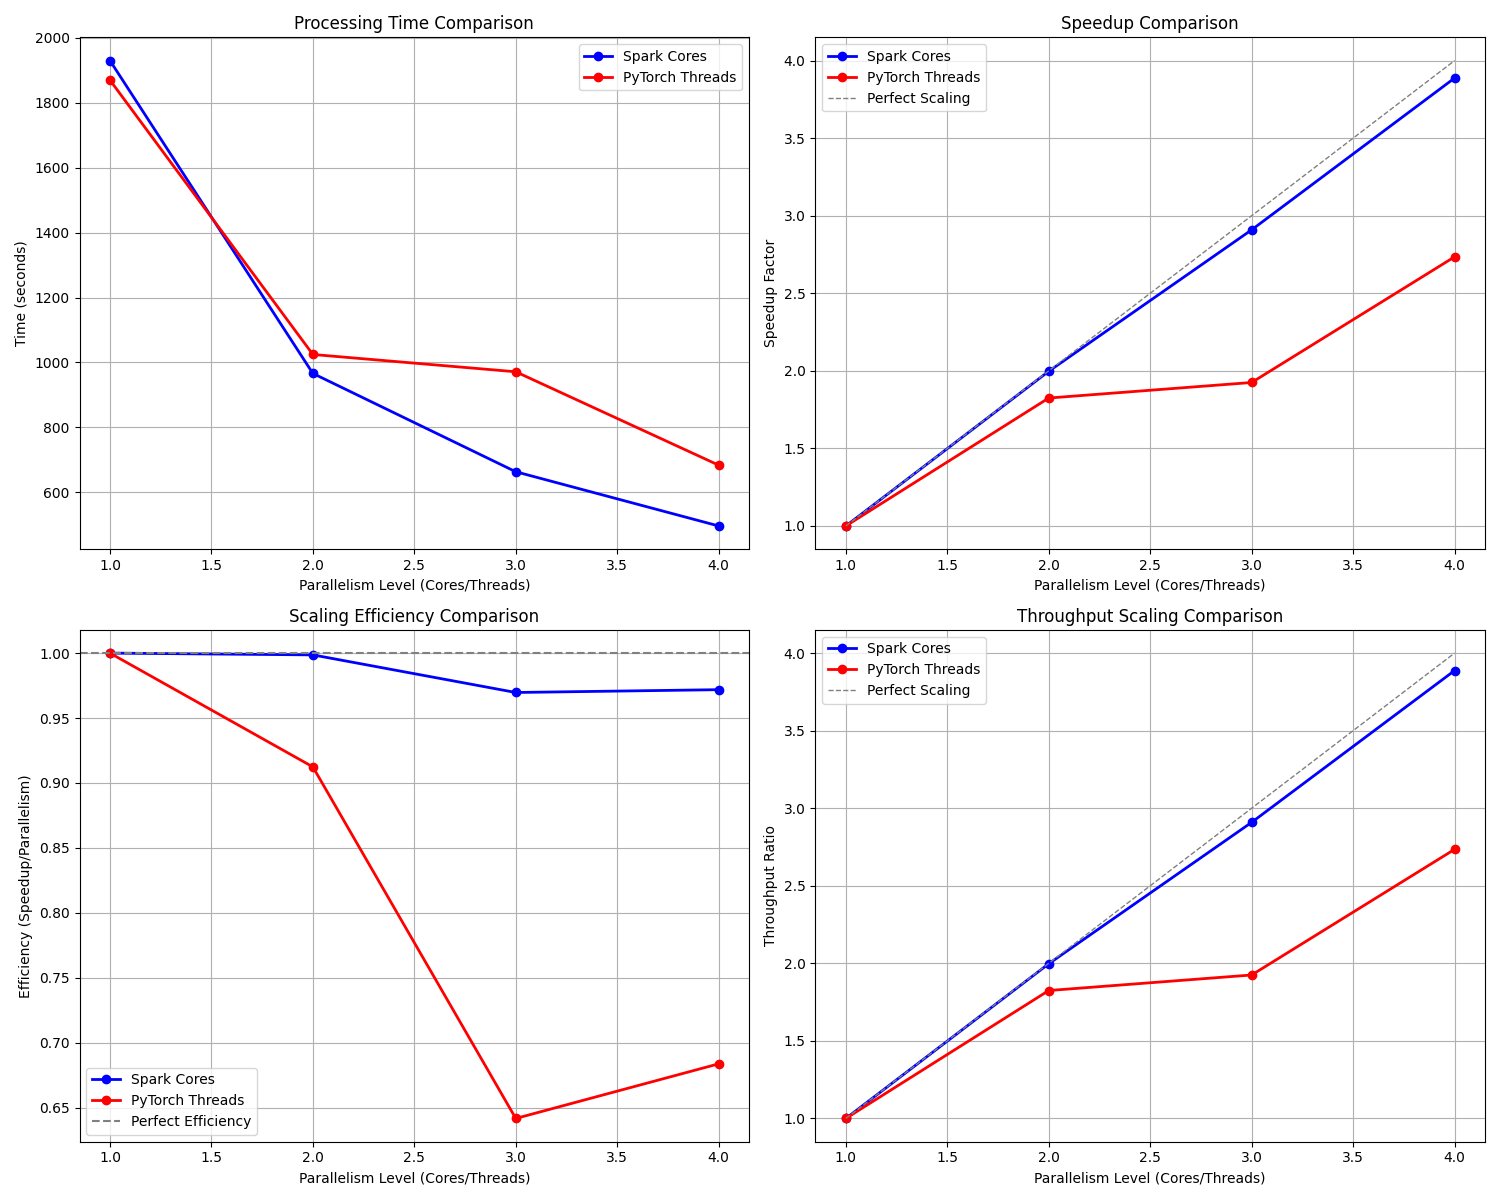 Processing Time Comparison
2000
1800
1600
1400
1200
1000
800
600
Time (seconds)
Spark Cores
PyTorch Threads
1.0 1.5 2.0 2.5 3.0 3.5 4.0
Parallelism Level (Cores/Threads)
Speedup Comparison
4.0
3.5
3.0
2.5
2.0
1.5
1.0
Speedup Factor
Spark Cores
PyTorch Threads
Perfect Scaling
1.0 1.5 2.0 2.5 3.0 3.5 4.0
Parallelism Level (Cores/Threads)
Scaling Efficiency Comparison
1.00
0.95
0.90
0.85
0.80
0.75
0.70
0.65
Efficiency (Speedup/Parallelism)
Spark Cores
PyTorch Threads
Perfect Efficiency
1.0 1.5 2.0 2.5 3.0 3.5 4.0
Parallelism Level (Cores/Threads)
Throughput Scaling Comparison
4.0
3.5
3.0
2.5
2.0
1.5
1.0
Throughput Ratio
Spark Cores
PyTorch Threads
Perfect Scaling
1.0 1.5 2.0 2.5 3.0 3.5 4.0
Parallelism Level (Cores/Threads)